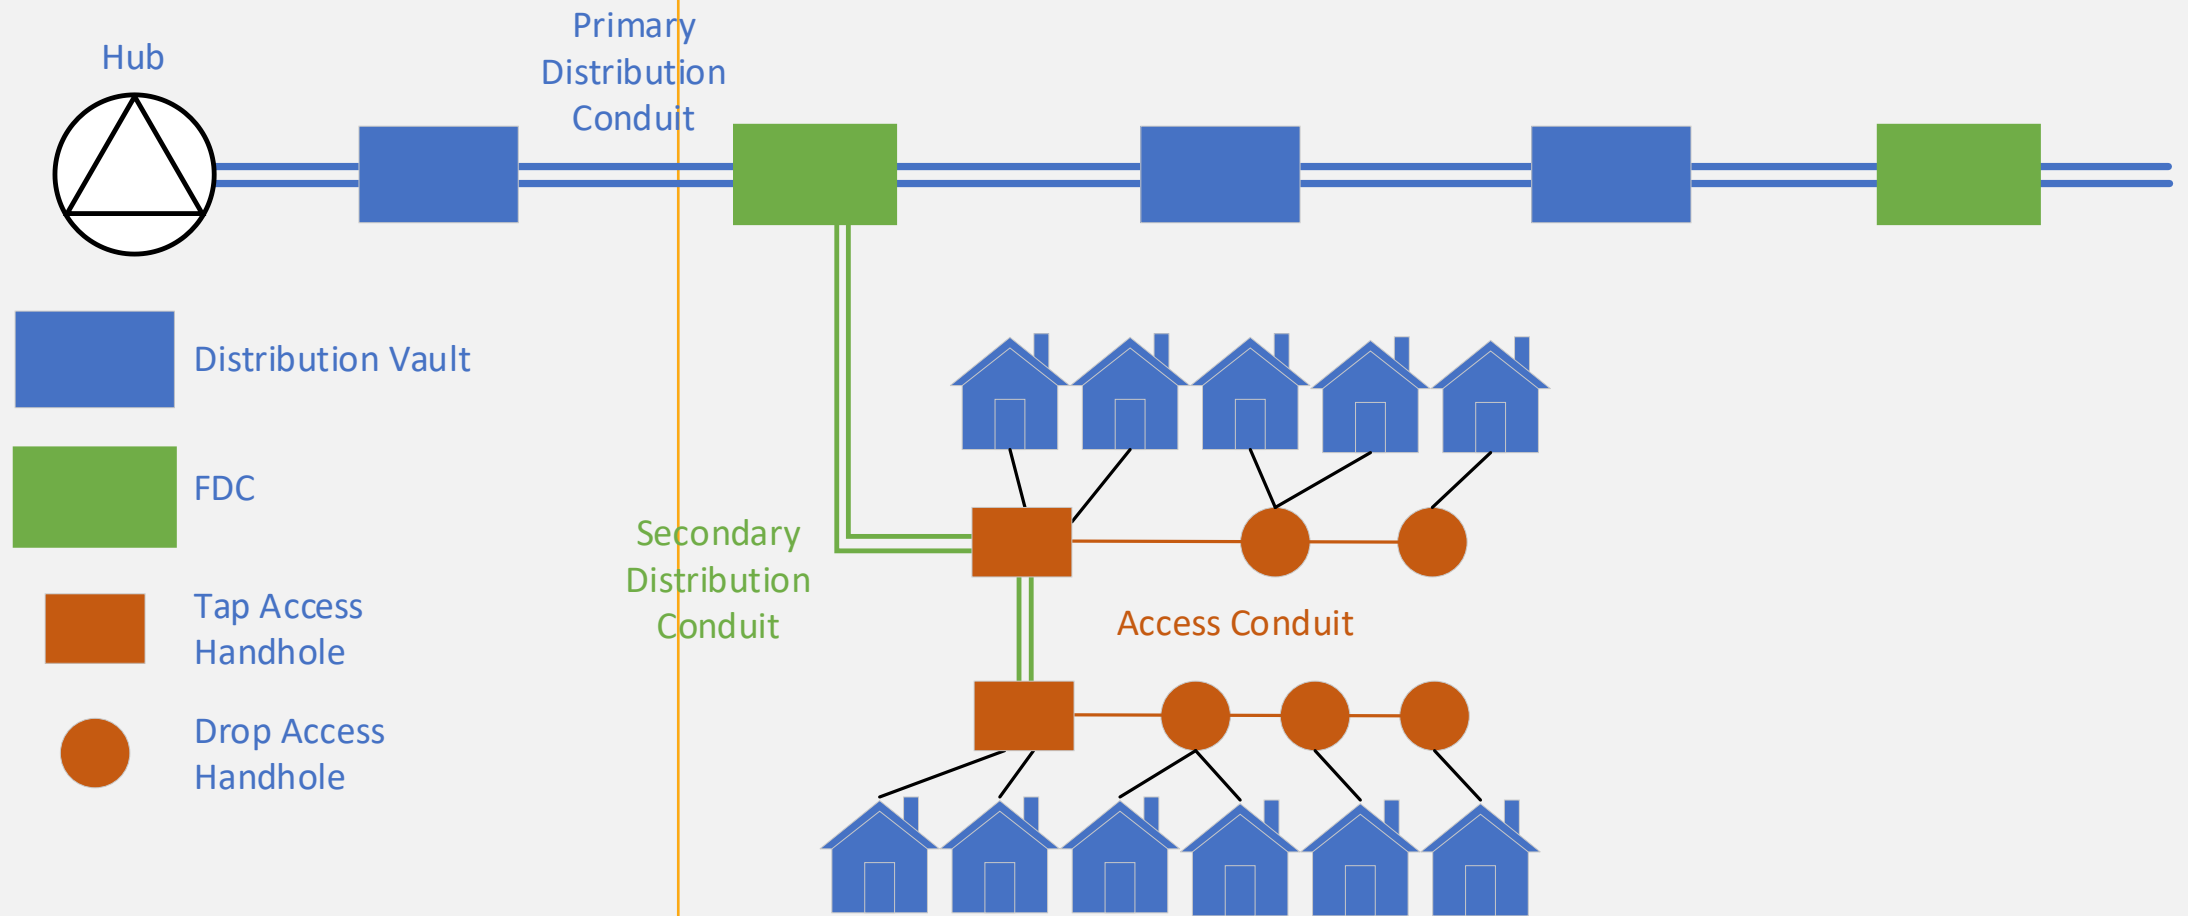 Hub
Primary
Distribution
Conduit
Distribution Vault
FDC
Secondary
Distribution
Conduit
Tap Access
Handhole
Access Conduit
Drop Access
Handhole